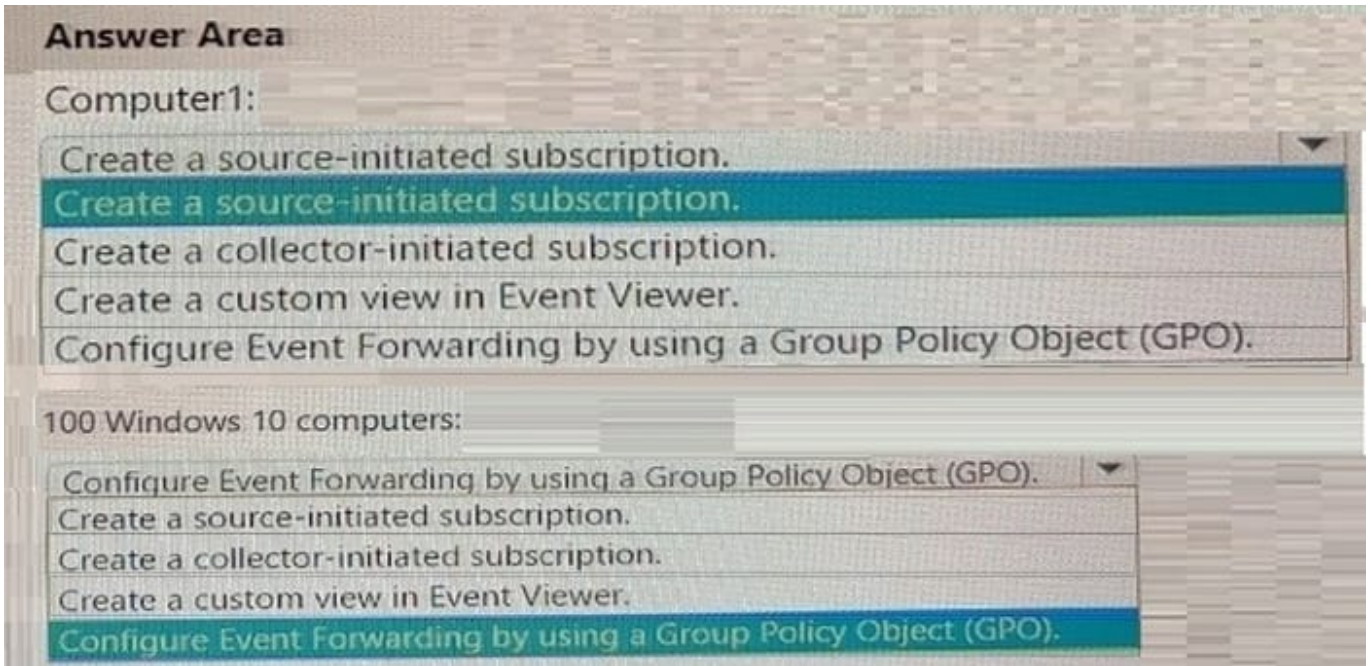 Answer Area
Computer1:
Create a source-initiated subscription.
Create a source-initiated subscription.
Create a collector-initiated subscription.
Create a custom view in Event Viewer.
Configure Event Forwarding by using a Group Policy Object (GPO).
100 Windows 10 computers:
Configure Event Forwarding by using a Group Policy Object (GPO).
Create a source-initiated subscription.
Create a collector-initiated subscription.
Create a custom view in Event Viewer.
Configure Event Forwarding by using a Group Policy Object (GPO).